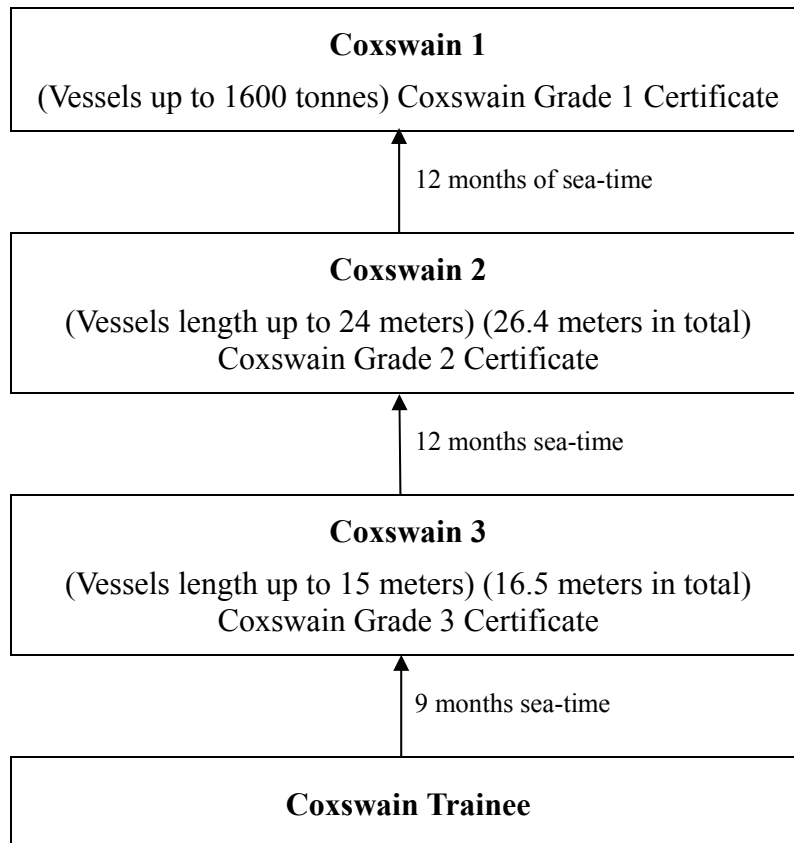 Coxswain 1
(Vessels up to 1600 tonnes) Coxswain Grade 1 Certificate
12 months of sea-time
Coxswain 2
(Vessels length up to 24 meters) (26.4 meters in total)
Coxswain Grade 2 Certificate
12 months sea-time
Coxswain 3
(Vessels length up to 15 meters) (16.5 meters in total)
Coxswain Grade 3 Certificate
9 months sea-time
Coxswain Trainee